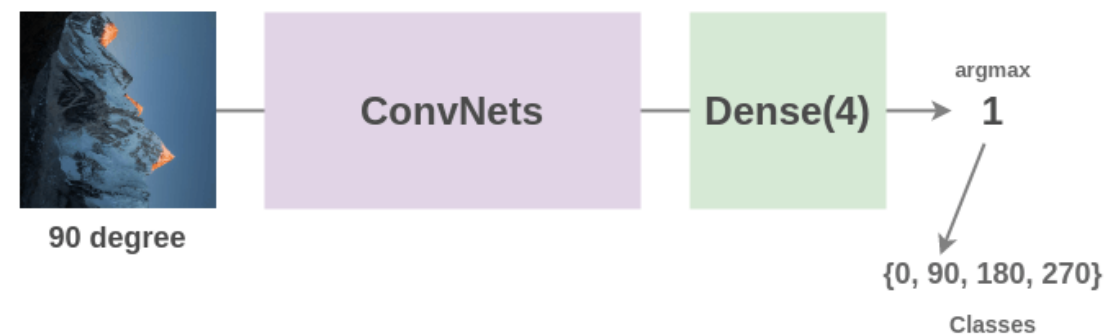 90 degree
ConvNets
Dense(4)
argmax
1
{0, 90, 180, 270}
Classes